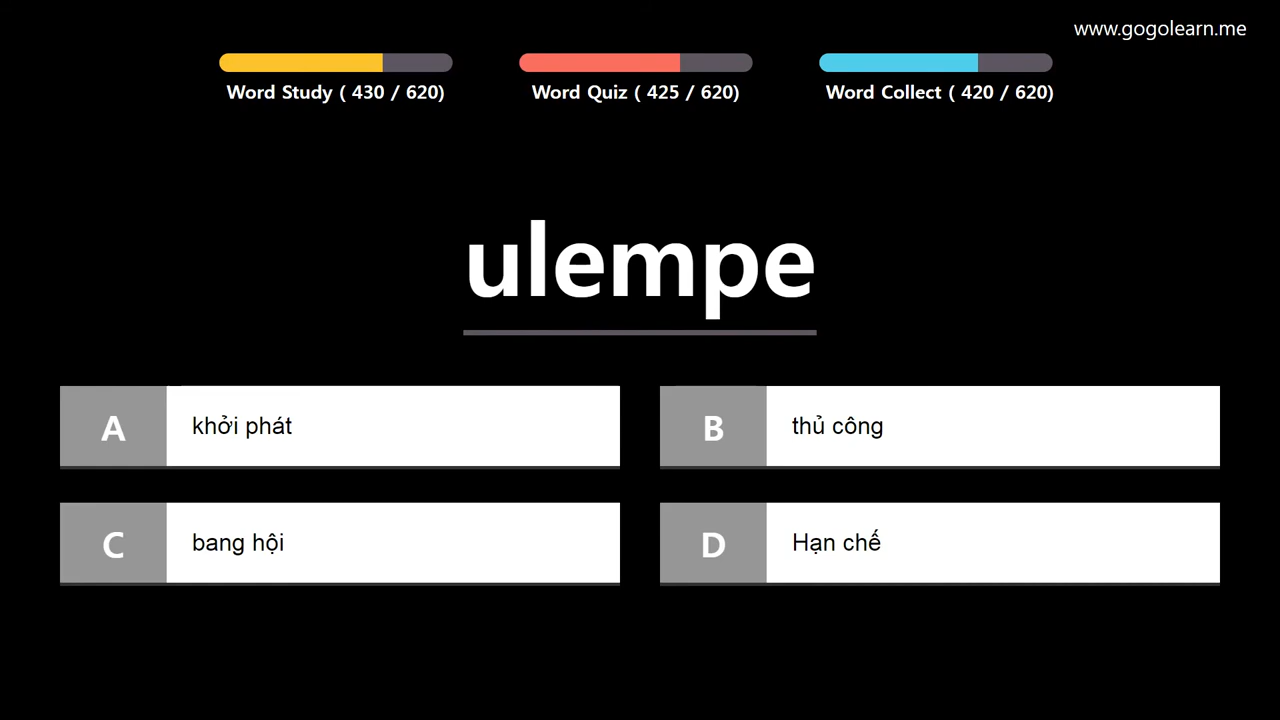 www.gogolearn.me
Word Study ( 430 / 620)
Word Quiz ( 425 / 620)
Word Collect ( 420 / 620)
ulempe
A
khởi phát
B
thủ công
C
bang hội
D
Hạn chế